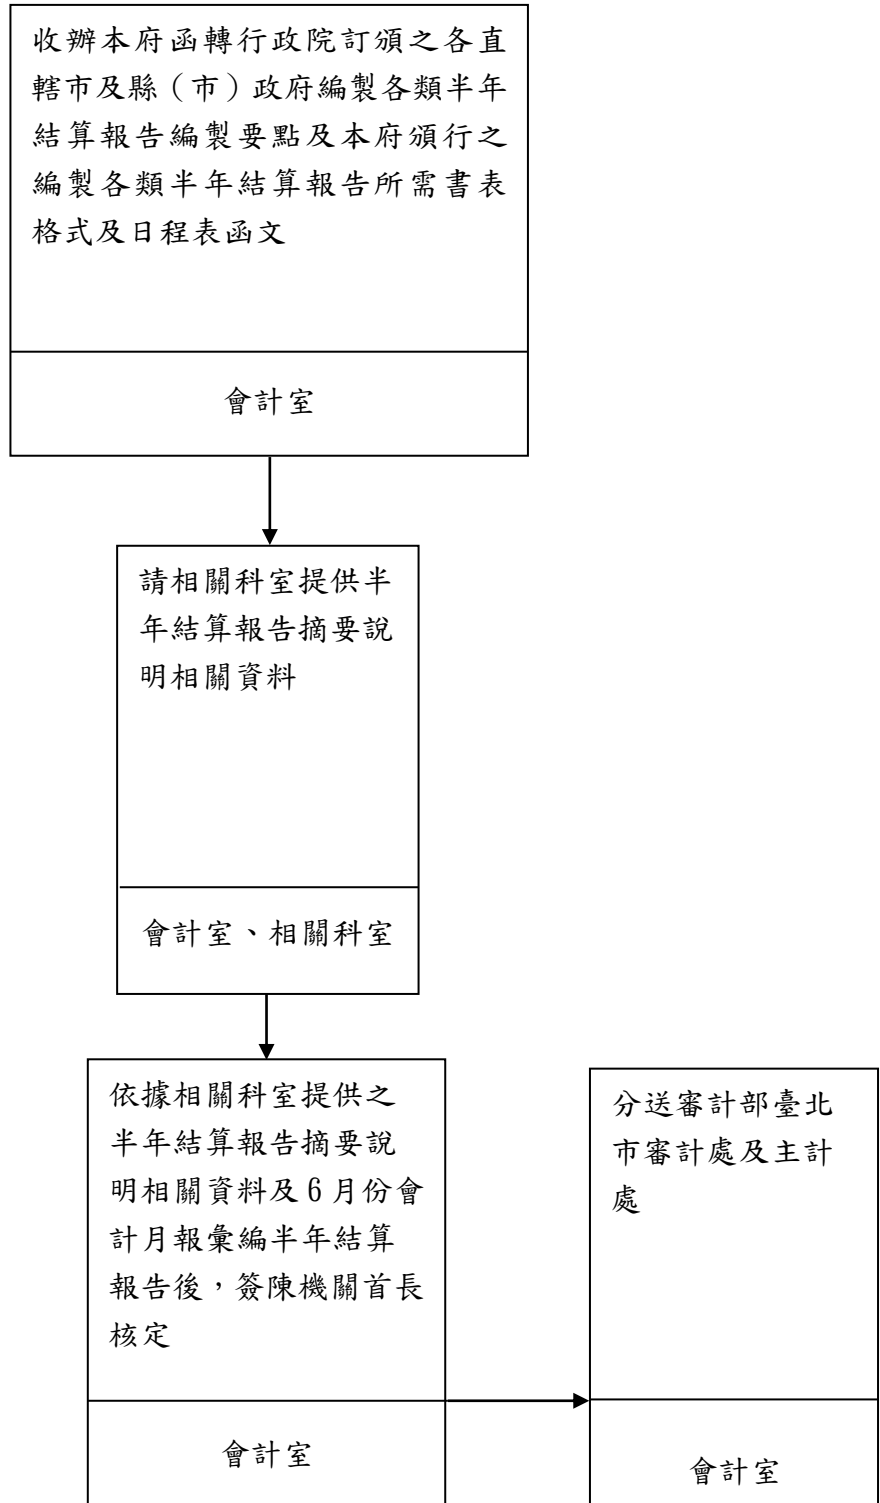 收辦本府函轉行政院訂頒之各直
轄市及縣（市）政府編製各類半年
結算報告編製要點及本府頒行之
編製各類半年結算報告所需書表
格式及日程表函文
會計室
請相關科室提供半
年結算報告摘要說
明相關資料
會計室、相關科室
依據相關科室提供之
半年結算報告摘要說
明相關資料及6月份會
計月報彙編半年結算
報告後，簽陳機關首長
核定
會計室
分送審計部臺北
市審計處及主計
處
會計室